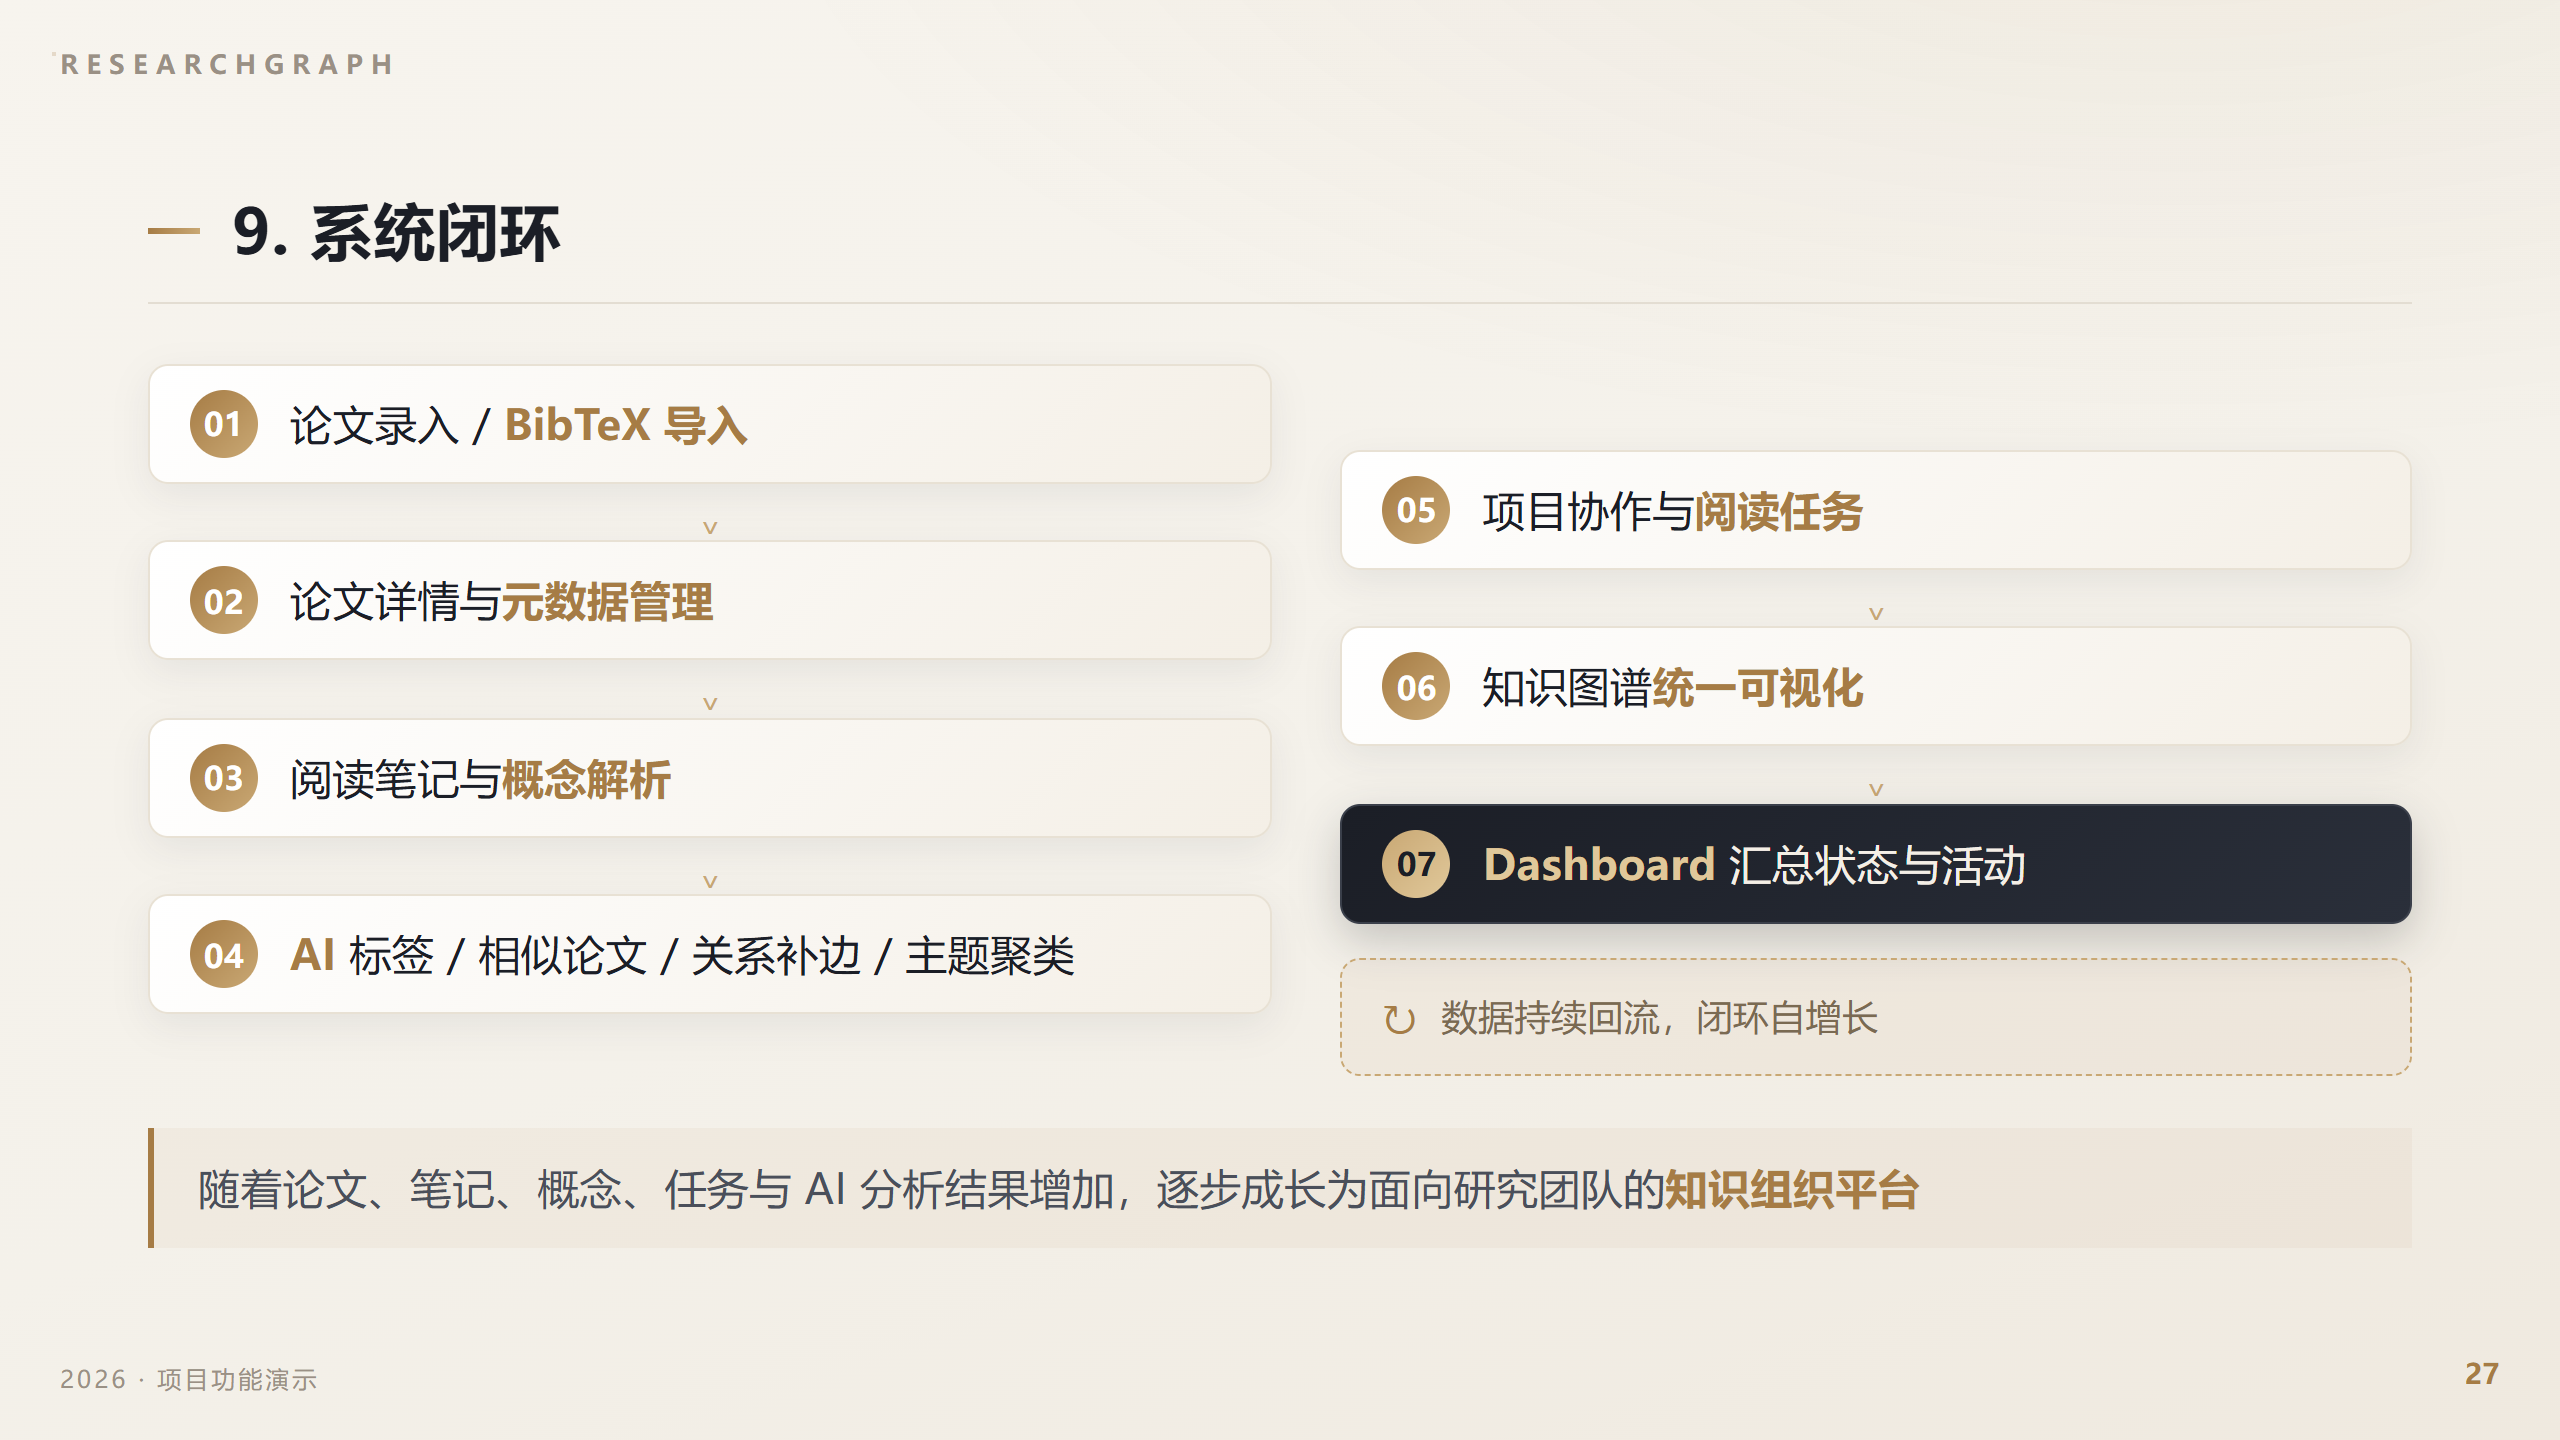 RESEARCHGRAPH
9. 系统闭环
01 论文录入 / BibTeX 导入
02 论文详情与元数据管理
03 阅读笔记与概念解析
04 AI 标签 / 相似论文 / 关系补边 / 主题聚类
05 项目协作与阅读任务
06 知识图谱统一可视化
07 Dashboard 汇总状态与活动
↻ 数据持续回流，闭环自增长
随着论文、笔记、概念、任务与 AI 分析结果增加，逐步成长为面向研究团队的知识组织平台
2026 · 项目功能演示
27